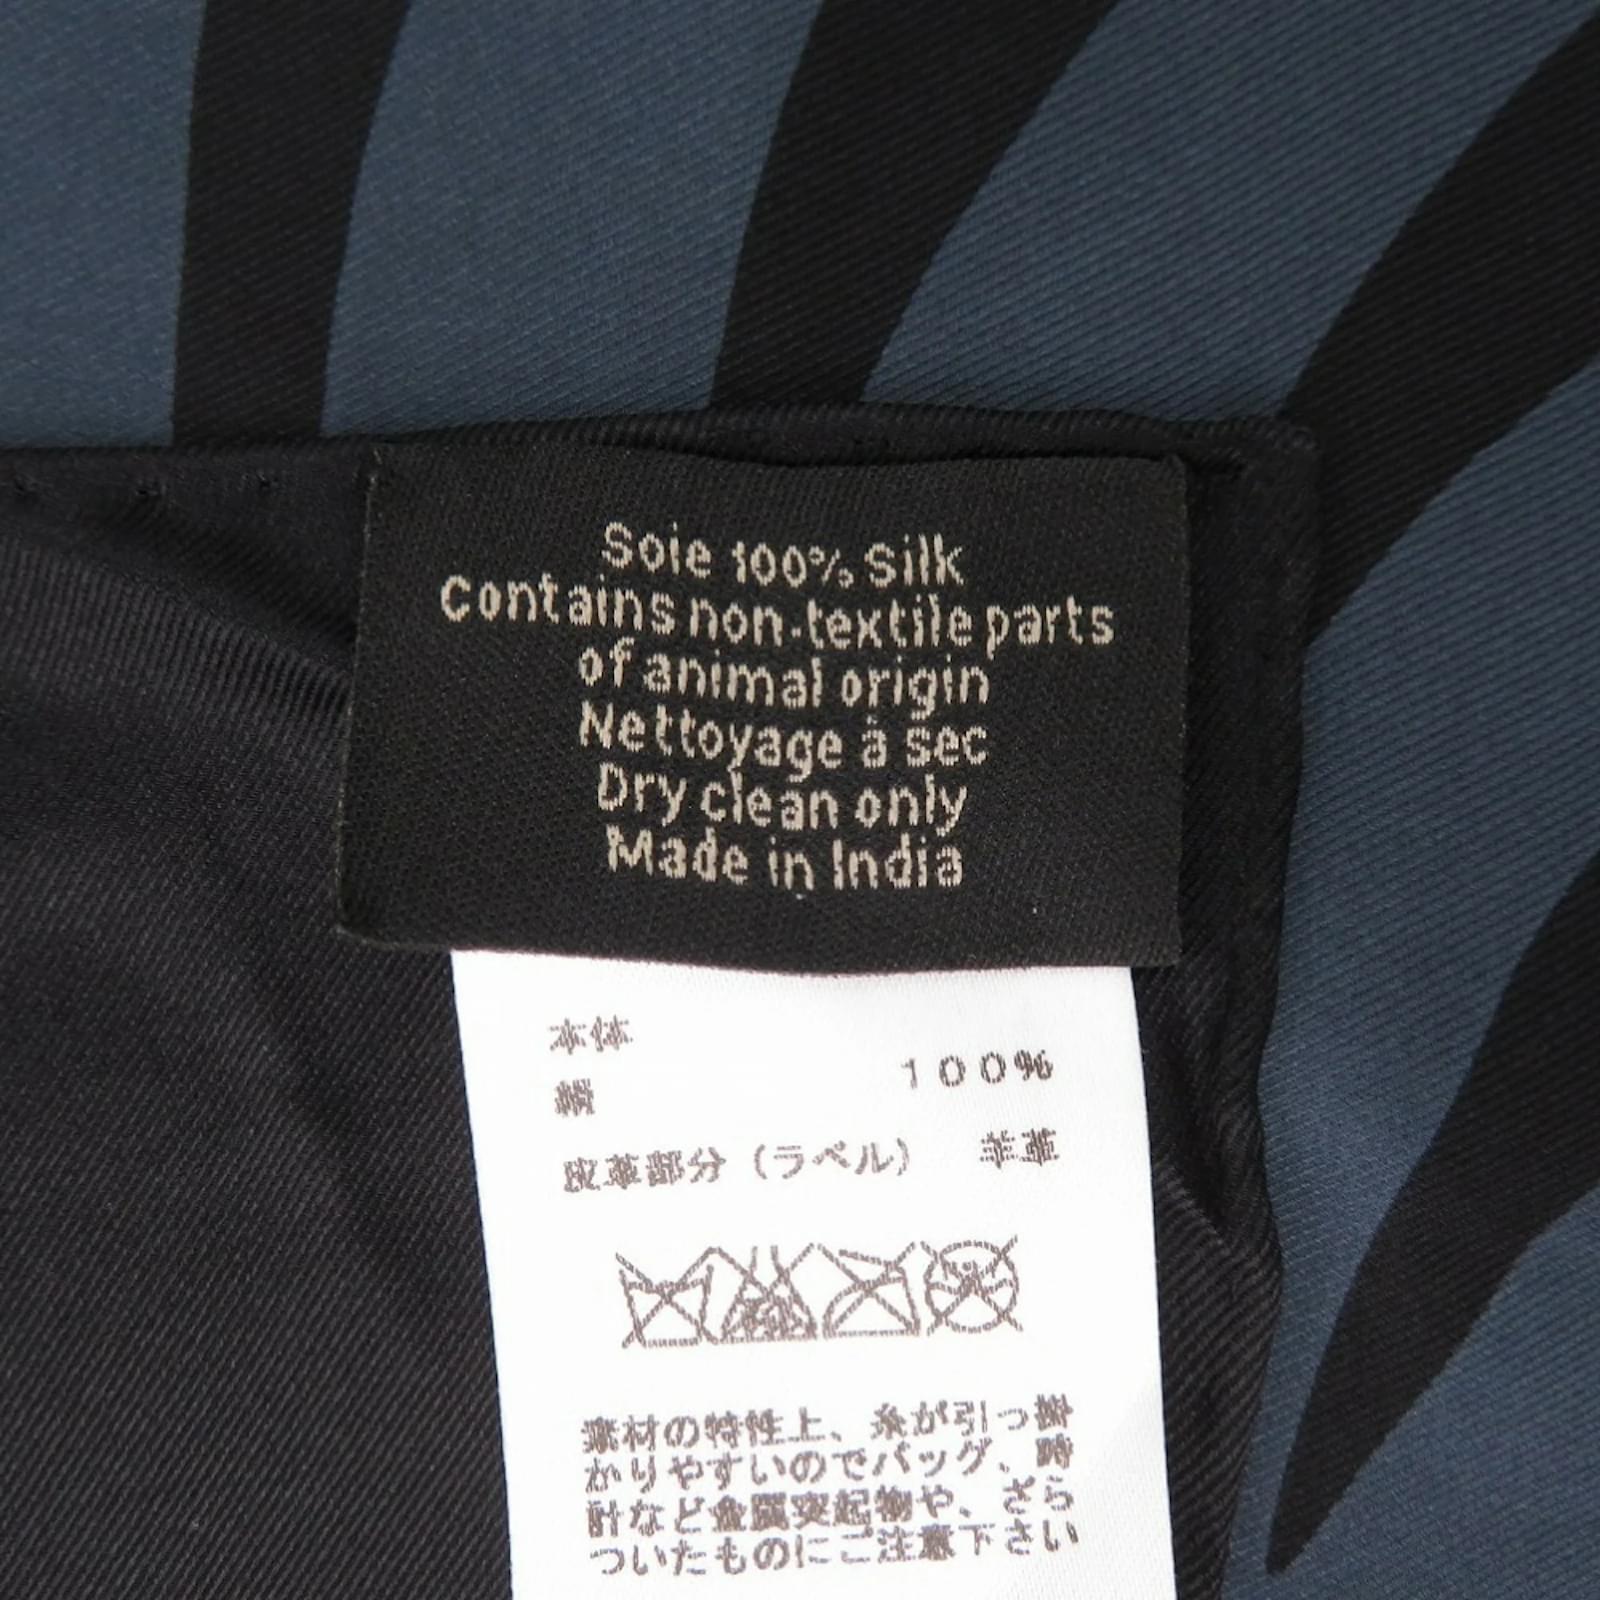 Soie 100% Silk
Contains non-textile parts
of animal origin
Nettoyage à sec
Dry clean only
Made in India
本体
絹 100%
皮革部分（ラベル） 羊革
素材の特性上、糸が引っ掛
かりやすいのでバッグ、時
計など金属突起物や、ざら
ついたものにご注意下さい